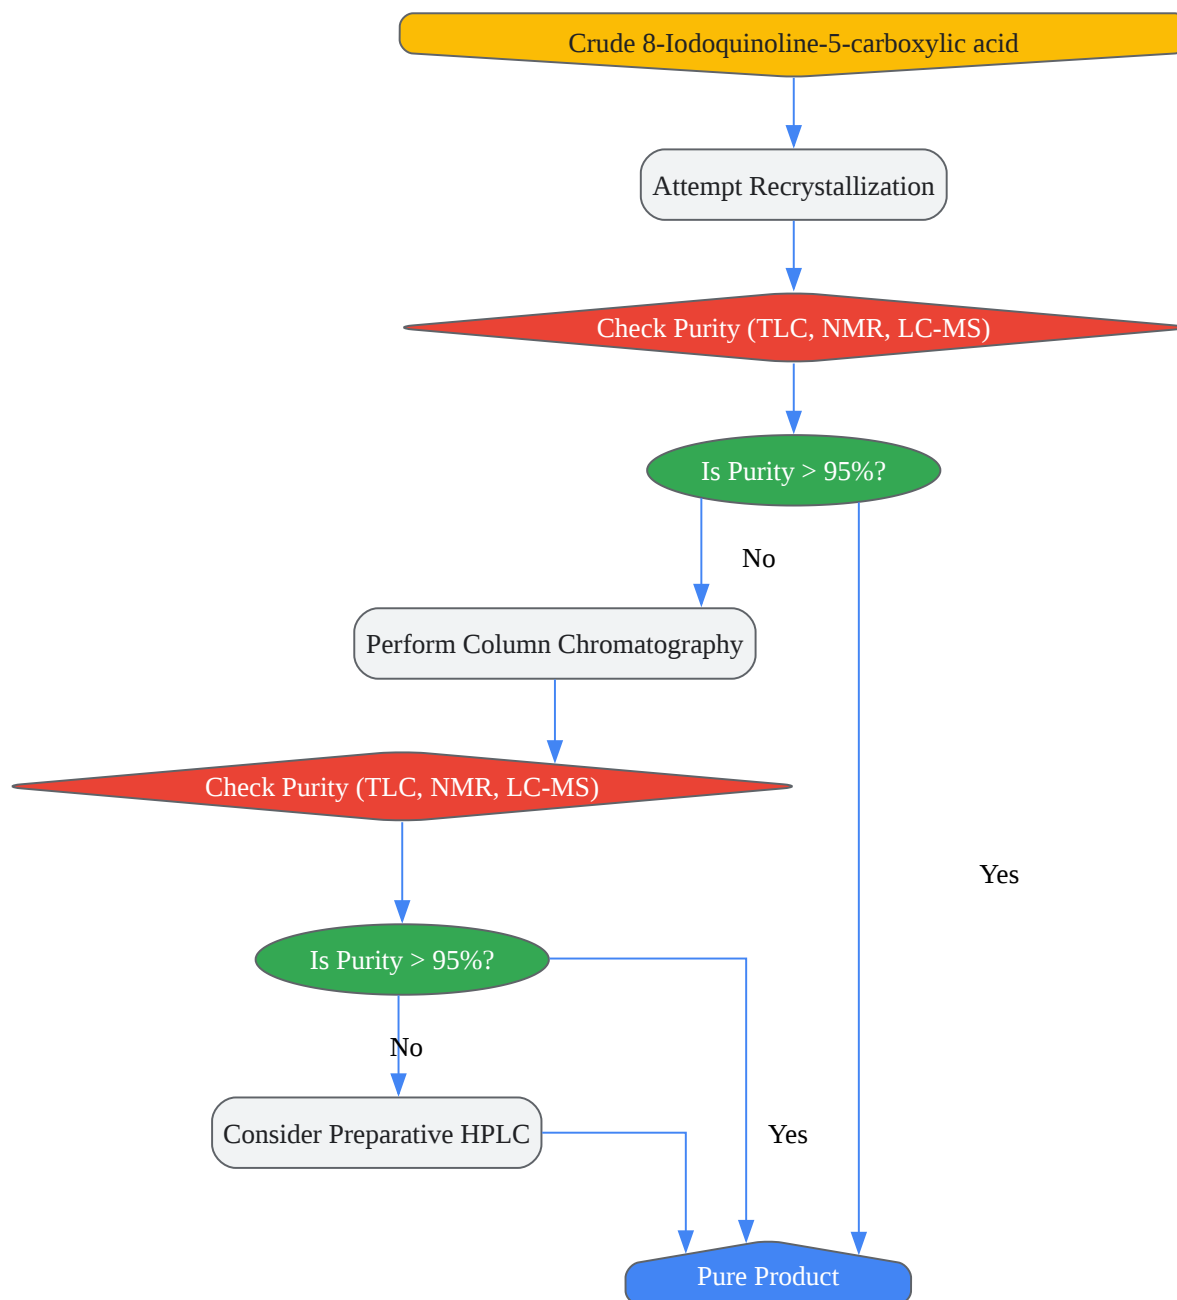 Crude 8-Iodoquinoline-5-carboxylic acid
Attempt Recrystallization
Check Purity (TLC, NMR, LC-MS)
Is Purity > 95%?
No
Perform Column Chromatography
Check Purity (TLC, NMR, LC-MS)
Yes
Is Purity > 95%?
No
Consider Preparative HPLC
Yes
Pure Product